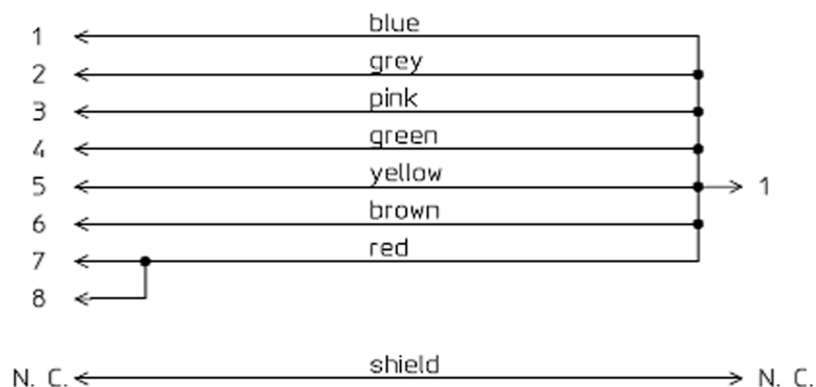 blue
1
grey
2
pink
3
green
4
yellow
5 1
brown
6
red
7
8
shield
N. C. N. C.